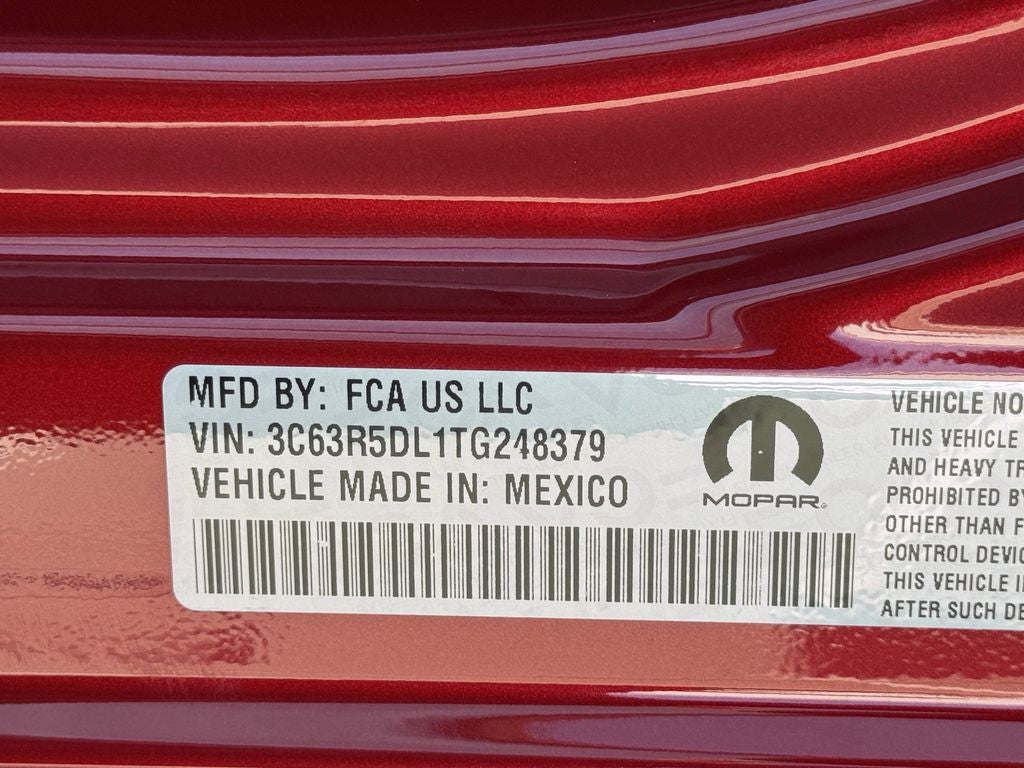 MFD BY: FCA US LLC
VIN: 3C63R5DL1TG248379
VEHICLE MADE IN: MEXICO
MOPAR
VEHICLE NO
THIS VEHICLE
AND HEAVY TR
PROHIBITED BY
OTHER THAN F
CONTROL DEVIC
THIS VEHICLE I
AFTER SUCH DE